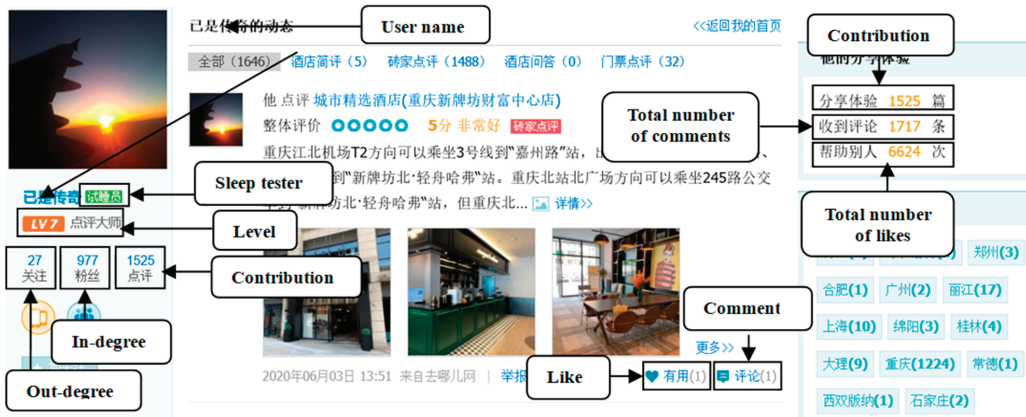 已是传奇的动态
User name
<<返回我的首页
Contribution
全部（1646）
酒店简评（5）
砖家点评（1488）
酒店问答（0）
门票点评（32）
他的分享体验
分享体验 1525 篇
收到评论 1717 条
帮助别人 6624 次
Total number of comments
Total number of likes
他 点评 城市精选酒店(重庆新牌坊财富中心店)
整体评价 5分 非常好 砖家点评
重庆江北机场T2方向可以乘坐3号线到“嘉州路”站，
到“新牌坊北·轻舟哈弗“站。重庆北站北广场方向可以乘坐245路公交
新牌坊北·轻舟哈弗“站，但重庆北... 详情>>
已是传奇 试睡员
Sleep tester
LV 7 点评大师
Level
27 关注
977 粉丝
1525 点评
Contribution
In-degree
Out-degree
更多>>
Comment
Like
2020年06月03日 13:51 来自去哪儿网 | 举报
有用(1)
评论(1)
郑州(3)
合肥(1) 广州(2) 丽江(17)
上海(10) 绵阳(3) 桂林(4)
大理(9) 重庆(1224) 常德(1)
西双版纳(1) 石家庄(2)